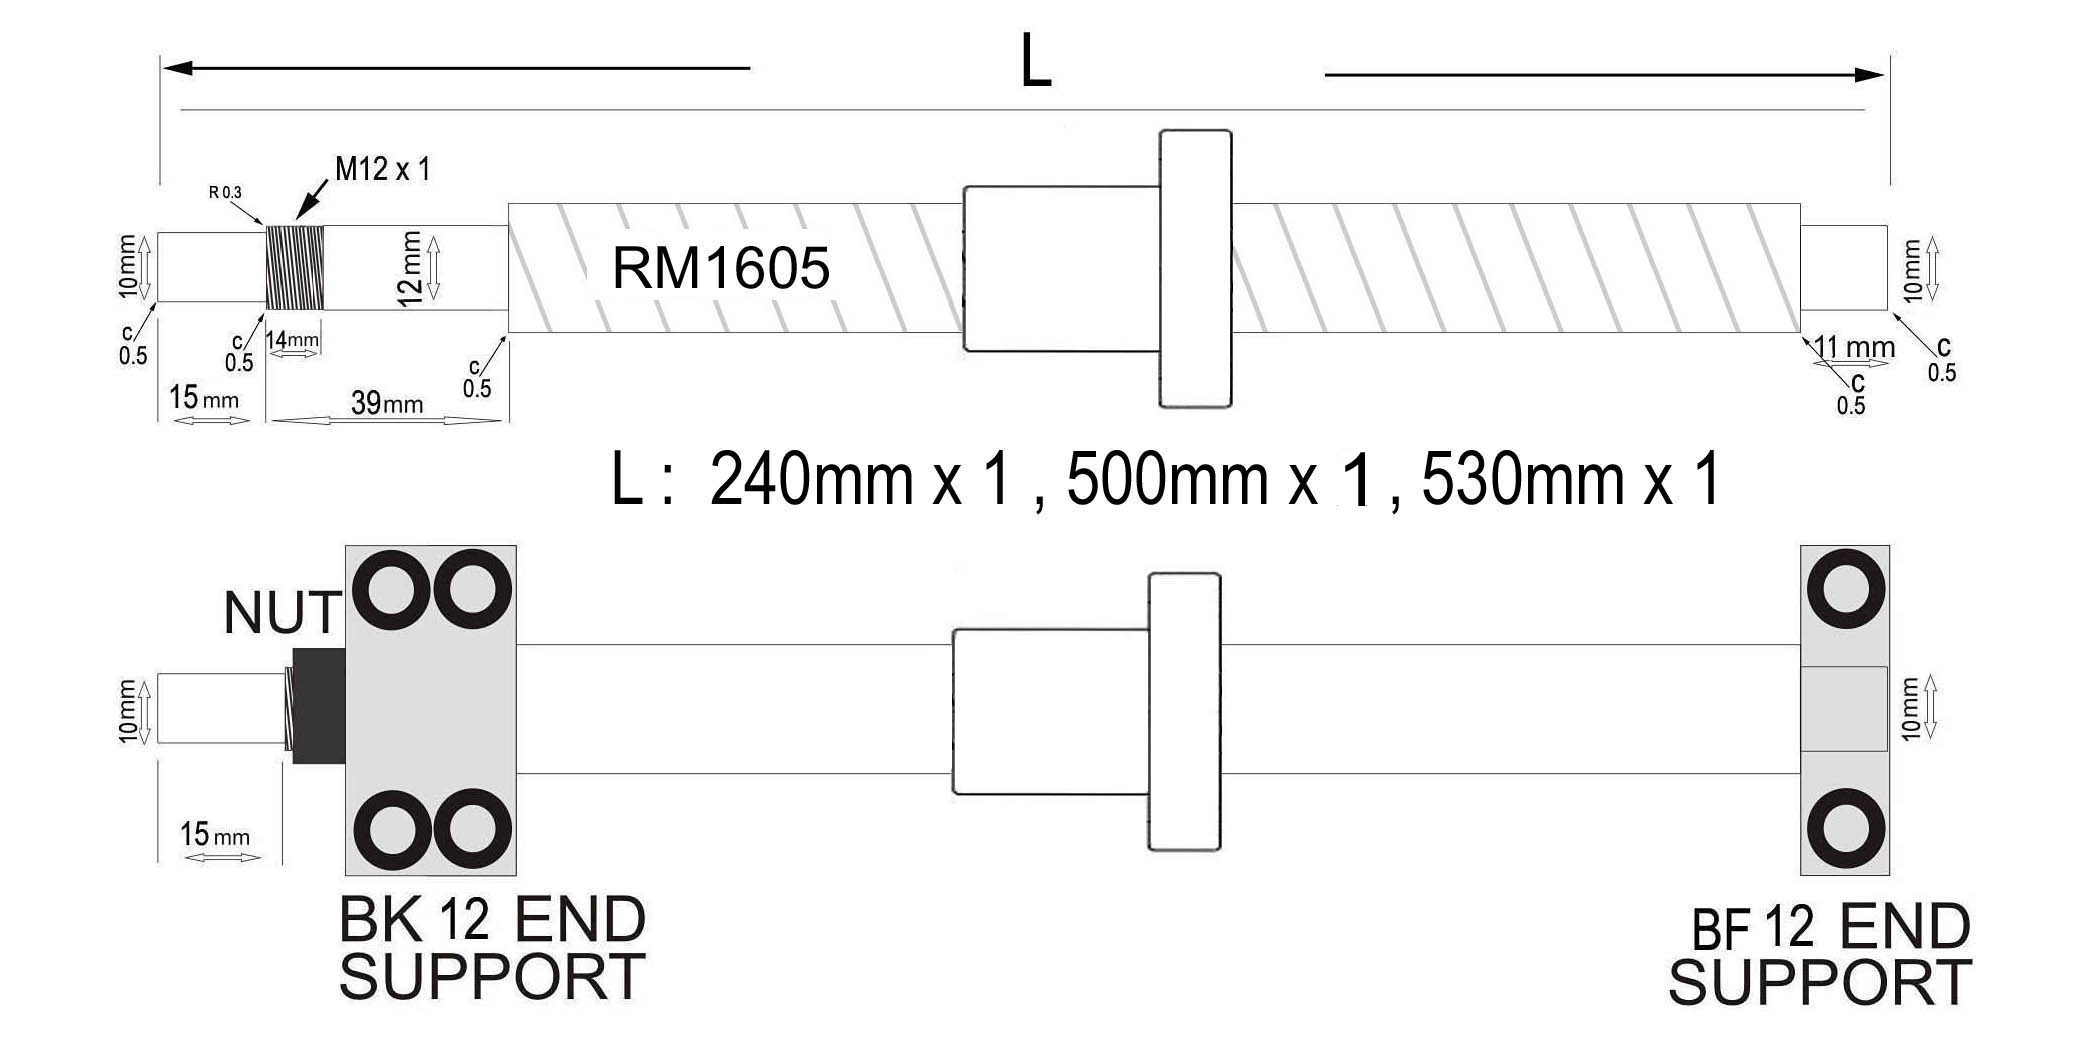 L
M12 x 1
R 0.3
10mm
12mm
RM1605
10mm
c
0.5
c
0.5
14mm
c
0.5
11 mm
c
0.5
c
0.5
15 mm
39mm
L : 240mm x 1 , 500mm x 1 , 530mm x 1
NUT
10mm
10mm
15 mm
BK 12 END
SUPPORT
BF 12 END
SUPPORT